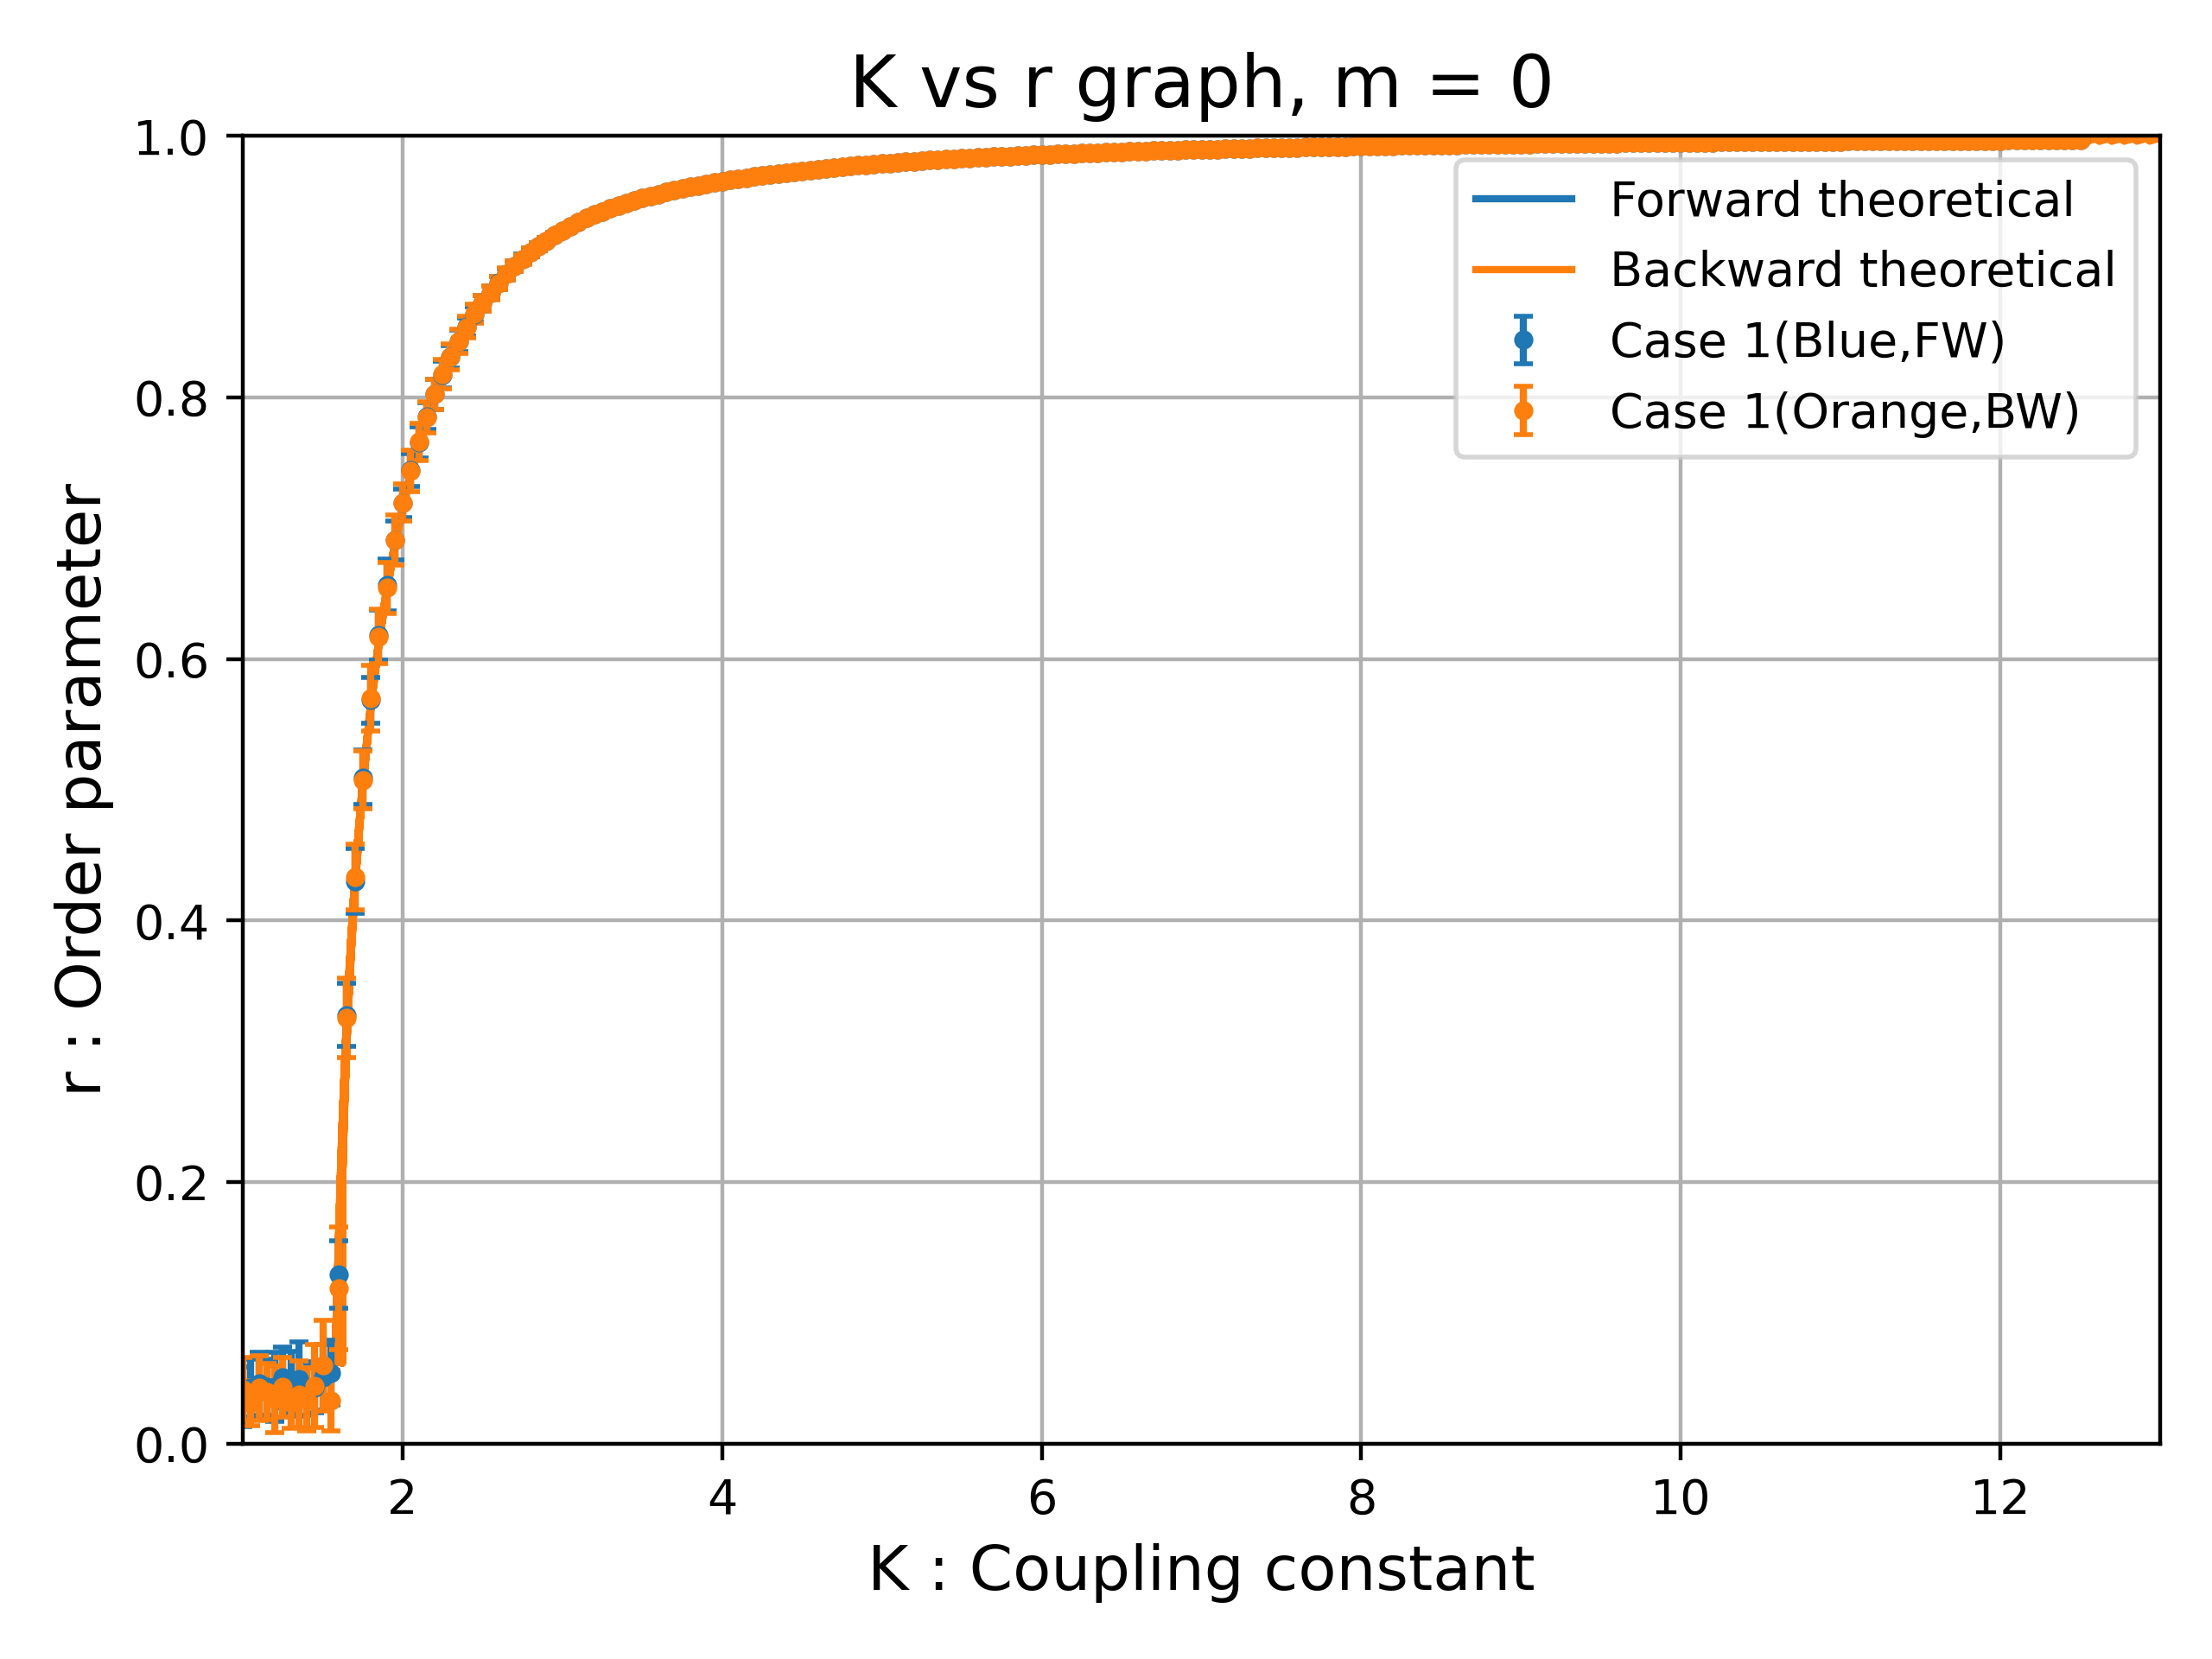 K vs r graph, m = 0
1.0
0.8
0.6
0.4
0.2
0.0
r : Order parameter
Forward theoretical
Backward theoretical
Case 1(Blue,FW)
Case 1(Orange,BW)
2 4 6 8 10 12
K : Coupling constant